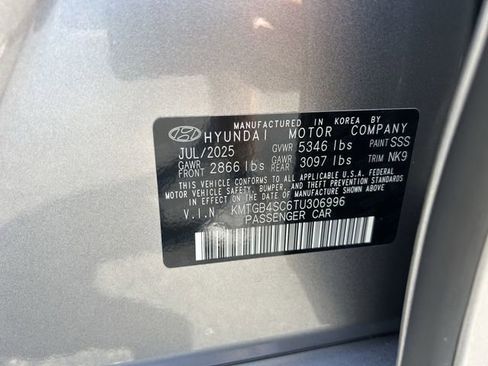 MANUFACTURED IN KOREA BY
HYUNDAI MOTOR COMPANY
JUL/2025 GVWR 5346 lbs PAINT SSS
GAWR FRONT 2866 lbs GAWR REAR 3097 lbs TRIM NK9
THIS VEHICLE CONFORMS TO ALL APPLICABLE U.S.A. FEDERAL
MOTOR VEHICLE SAFETY, BUMPER, AND THEFT PREVENTION
STANDARDS IN EFFECT ON THE DATE OF MANUFACTURE SHOWN ABOVE.
V.I.N. KMTGB4SC6TU306996
PASSENGER CAR